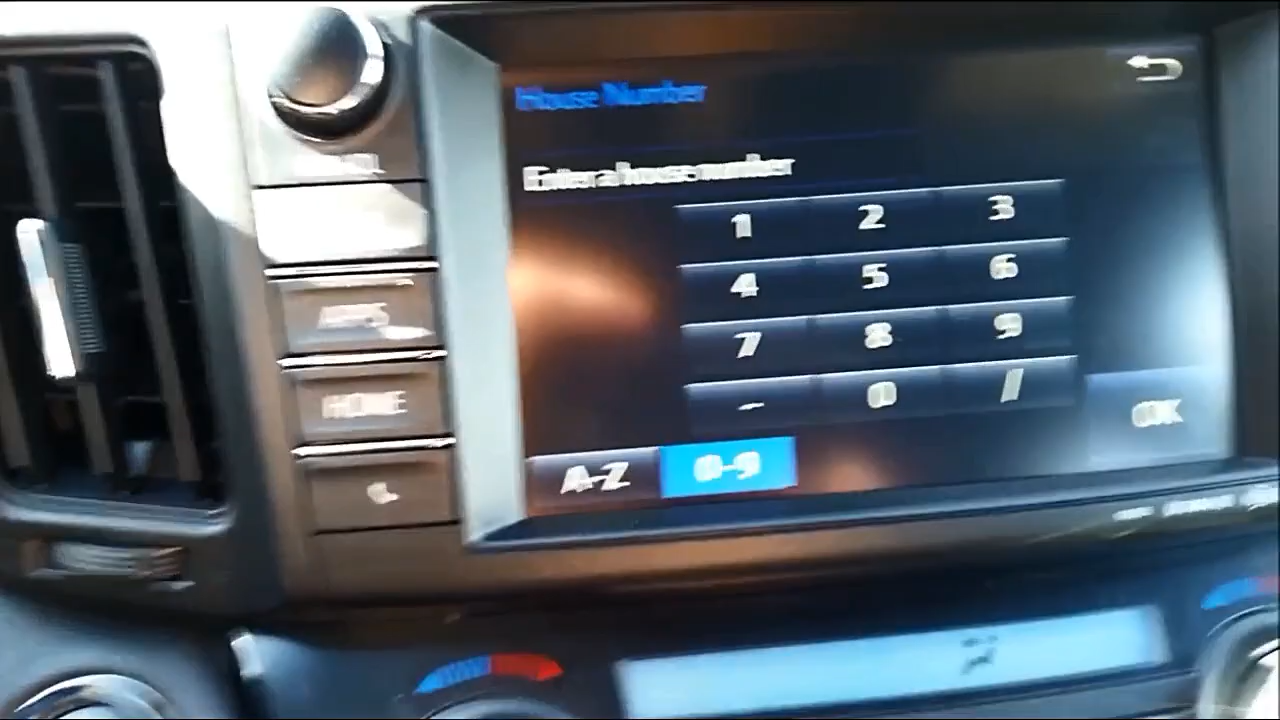 House Number
Enter a house number
1 2 3
4 5 6
7 8 9
- 0 /
OK
A-Z 0-9
APPS
HOME